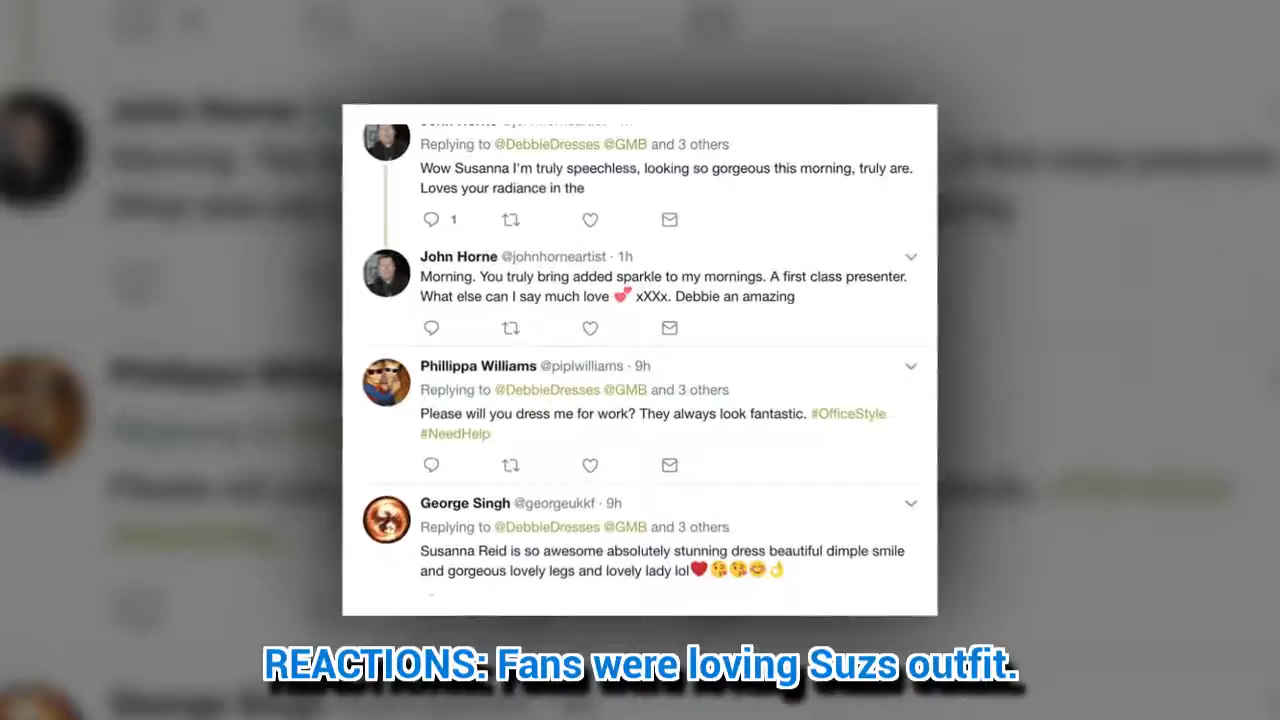 Replying to @DebbieDresses @GMB and 3 others
Wow Susanna I'm truly speechless, looking so gorgeous this morning, truly are.
Loves your radiance in the
1
John Horne @johnhorneartist · 1h
Morning. You truly bring added sparkle to my mornings. A first class presenter.
What else can I say much love 💕 xXXx. Debbie an amazing
Phillippa Williams @piplwilliams · 9h
Replying to @DebbieDresses @GMB and 3 others
Please will you dress me for work? They always look fantastic. #OfficeStyle
#NeedHelp
George Singh @georgeukkf · 9h
Replying to @DebbieDresses @GMB and 3 others
Susanna Reid is so awesome absolutely stunning dress beautiful dimple smile
and gorgeous lovely legs and lovely lady lol❤️😘😘😊👌
REACTIONS: Fans were loving Suzs outfit.